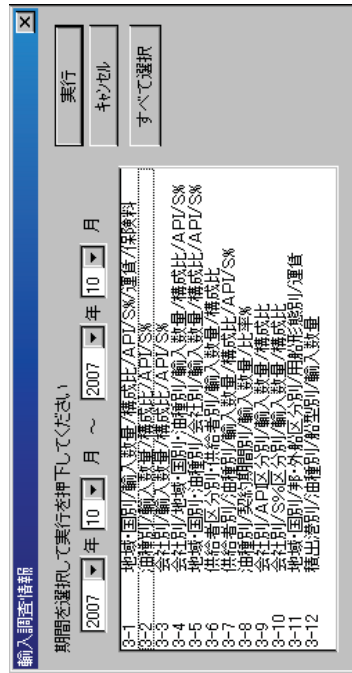 輸入調査情報
期間を選択して実行を押下してください
2007 年 10 月 ～ 2007 年 10 月
実行
キャンセル
すべて選択
3-1 地域・国別/輸入数量/構成比/API/S%/運賃/保険料
3-2 油種別/輸入数量/構成比/API/S%
3-3 会社別/輸入数量/構成比/API/S%
3-4 会社別/地域・国別・油種別/輸入数量/構成比/API/S%
3-5 地域・国別・油種別/会社別/輸入数量/構成比/API/S%
3-6 供給者区分別・供給者別/輸入数量/構成比
3-7 供給者別/油種別/輸入数量/構成比/API/S%
3-8 油種別/契約期間別/輸入数量/比率%
3-9 会社別/API区分別/輸入数量/構成比
3-10 会社別/S%区分別/輸入数量/構成比
3-11 地域・国別/邦・外船区分別/用船形態別/運賃
3-12 積出港別/油種別/船型別/輸入数量